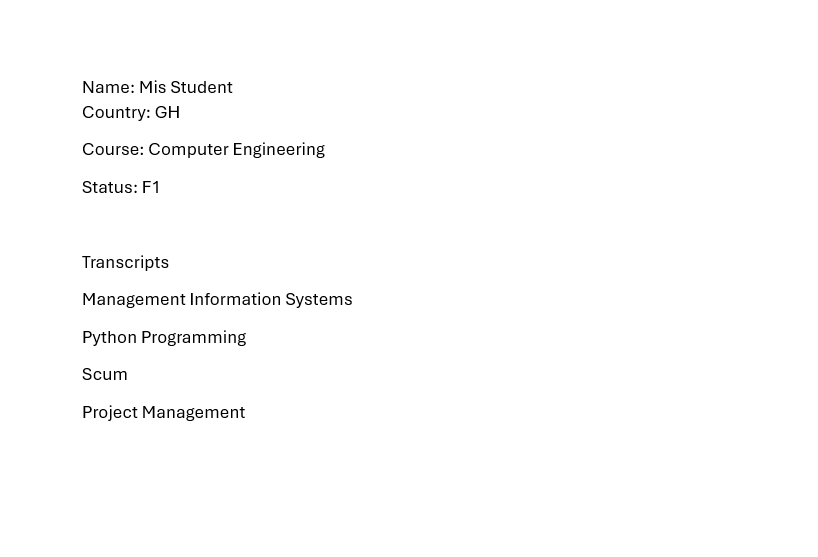 Name: Mis Student
Country: GH
Course: Computer Engineering
Status: F1
Transcripts
Management Information Systems
Python Programming
Scum
Project Management